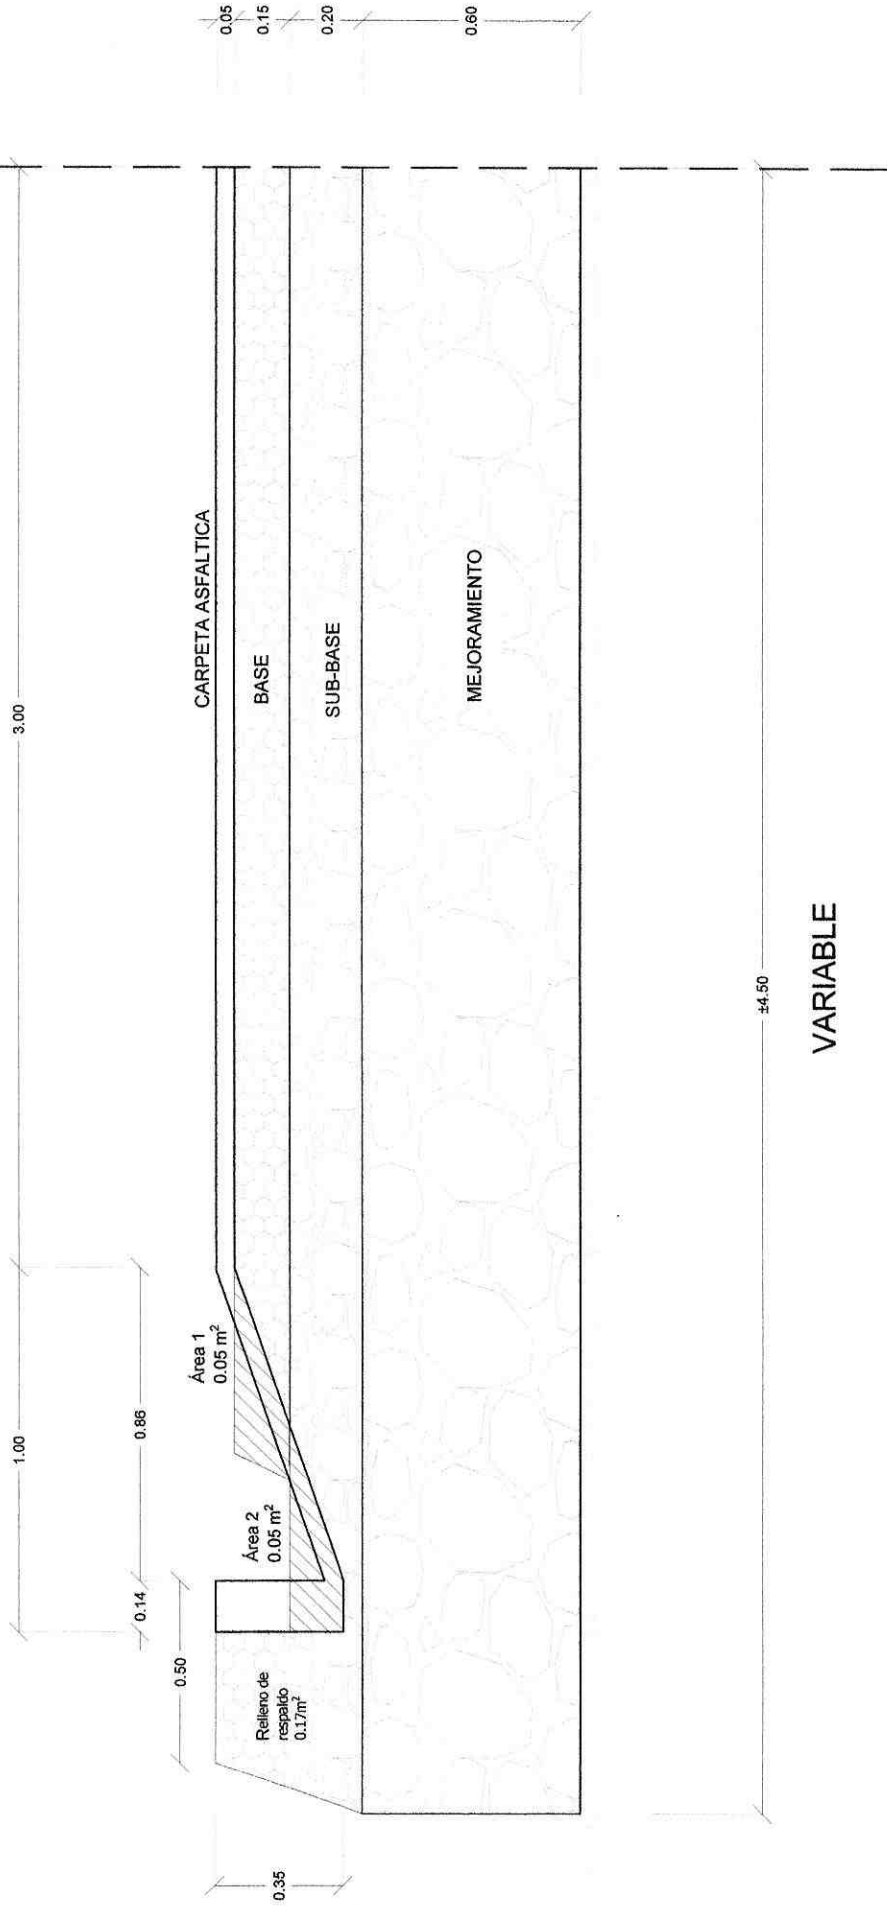 3.00
1.00
0.86
0.14
0.50
0.05
0.15
0.20
0.60
CARPETA ASFALTICA
BASE
SUB-BASE
MEJORAMIENTO
Área 1
0.05 m²
Área 2
0.05 m²
Relleno de
respaldo
0.17m²
0.35
±4.50
VARIABLE